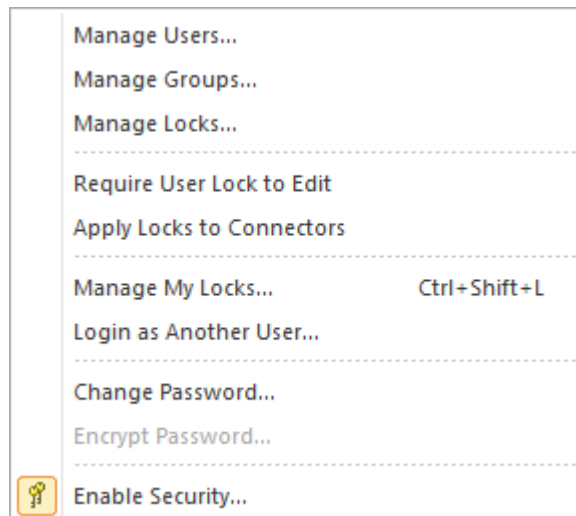 Manage Users...
Manage Groups...
Manage Locks...
Require User Lock to Edit
Apply Locks to Connectors
Manage My Locks... Ctrl+Shift+L
Login as Another User...
Change Password...
Encrypt Password...
Enable Security...